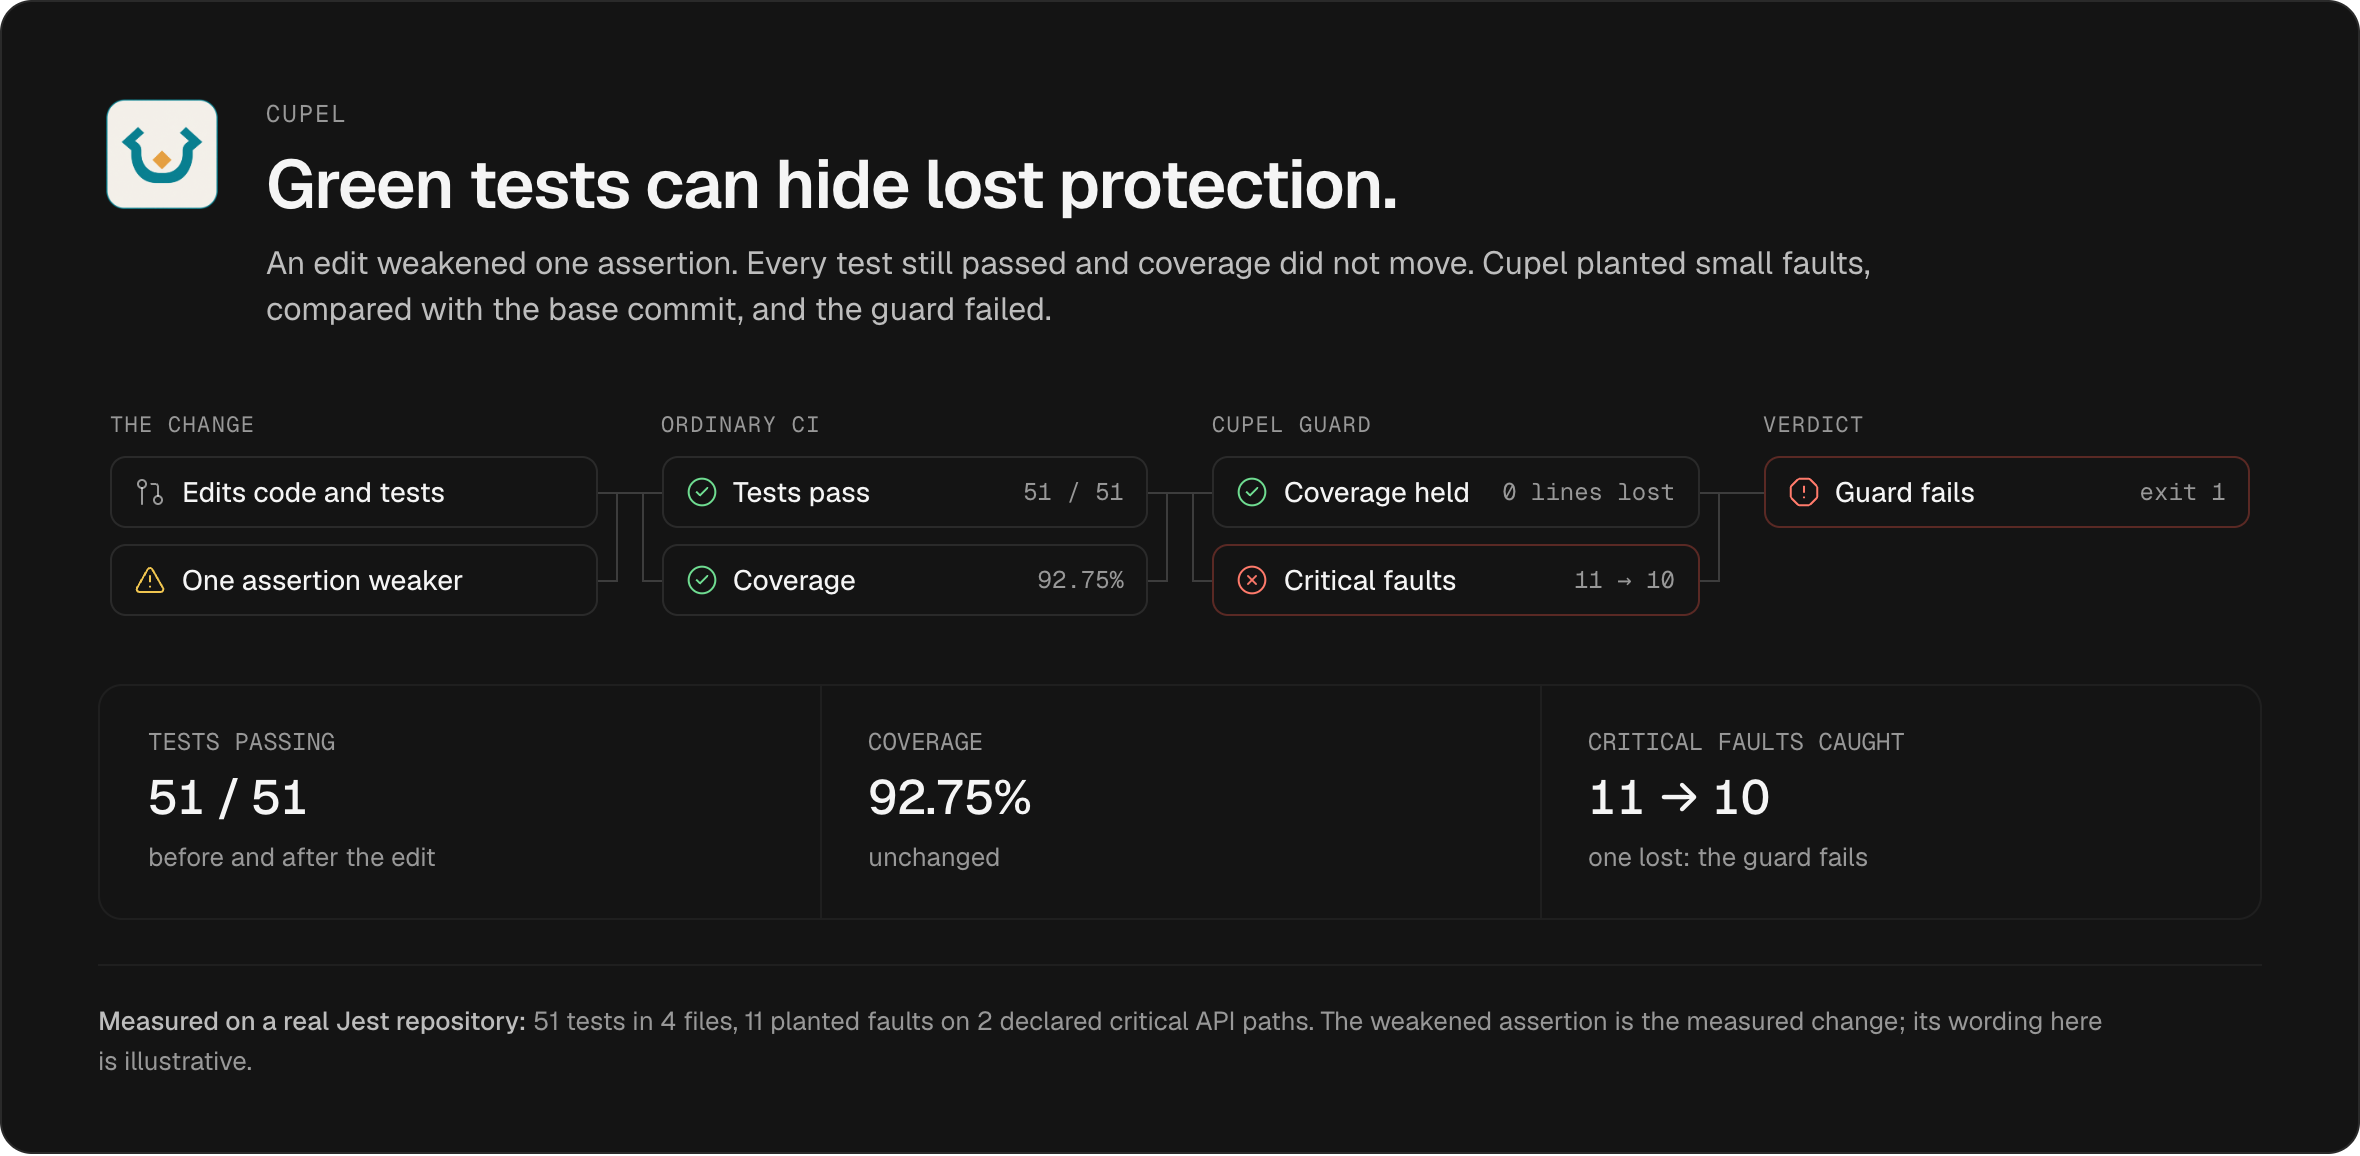 CUPEL
Green tests can hide lost protection.
An edit weakened one assertion. Every test still passed and coverage did not move. Cupel planted small faults,
compared with the base commit, and the guard failed.
THE CHANGE
Edits code and tests
One assertion weaker
ORDINARY CI
Tests pass 51 / 51
Coverage 92.75%
CUPEL GUARD
Coverage held 0 lines lost
Critical faults 11 → 10
VERDICT
Guard fails exit 1
TESTS PASSING
51 / 51
before and after the edit
COVERAGE
92.75%
unchanged
CRITICAL FAULTS CAUGHT
11 → 10
one lost: the guard fails
Measured on a real Jest repository: 51 tests in 4 files, 11 planted faults on 2 declared critical API paths. The weakened assertion is the measured change; its wording here
is illustrative.